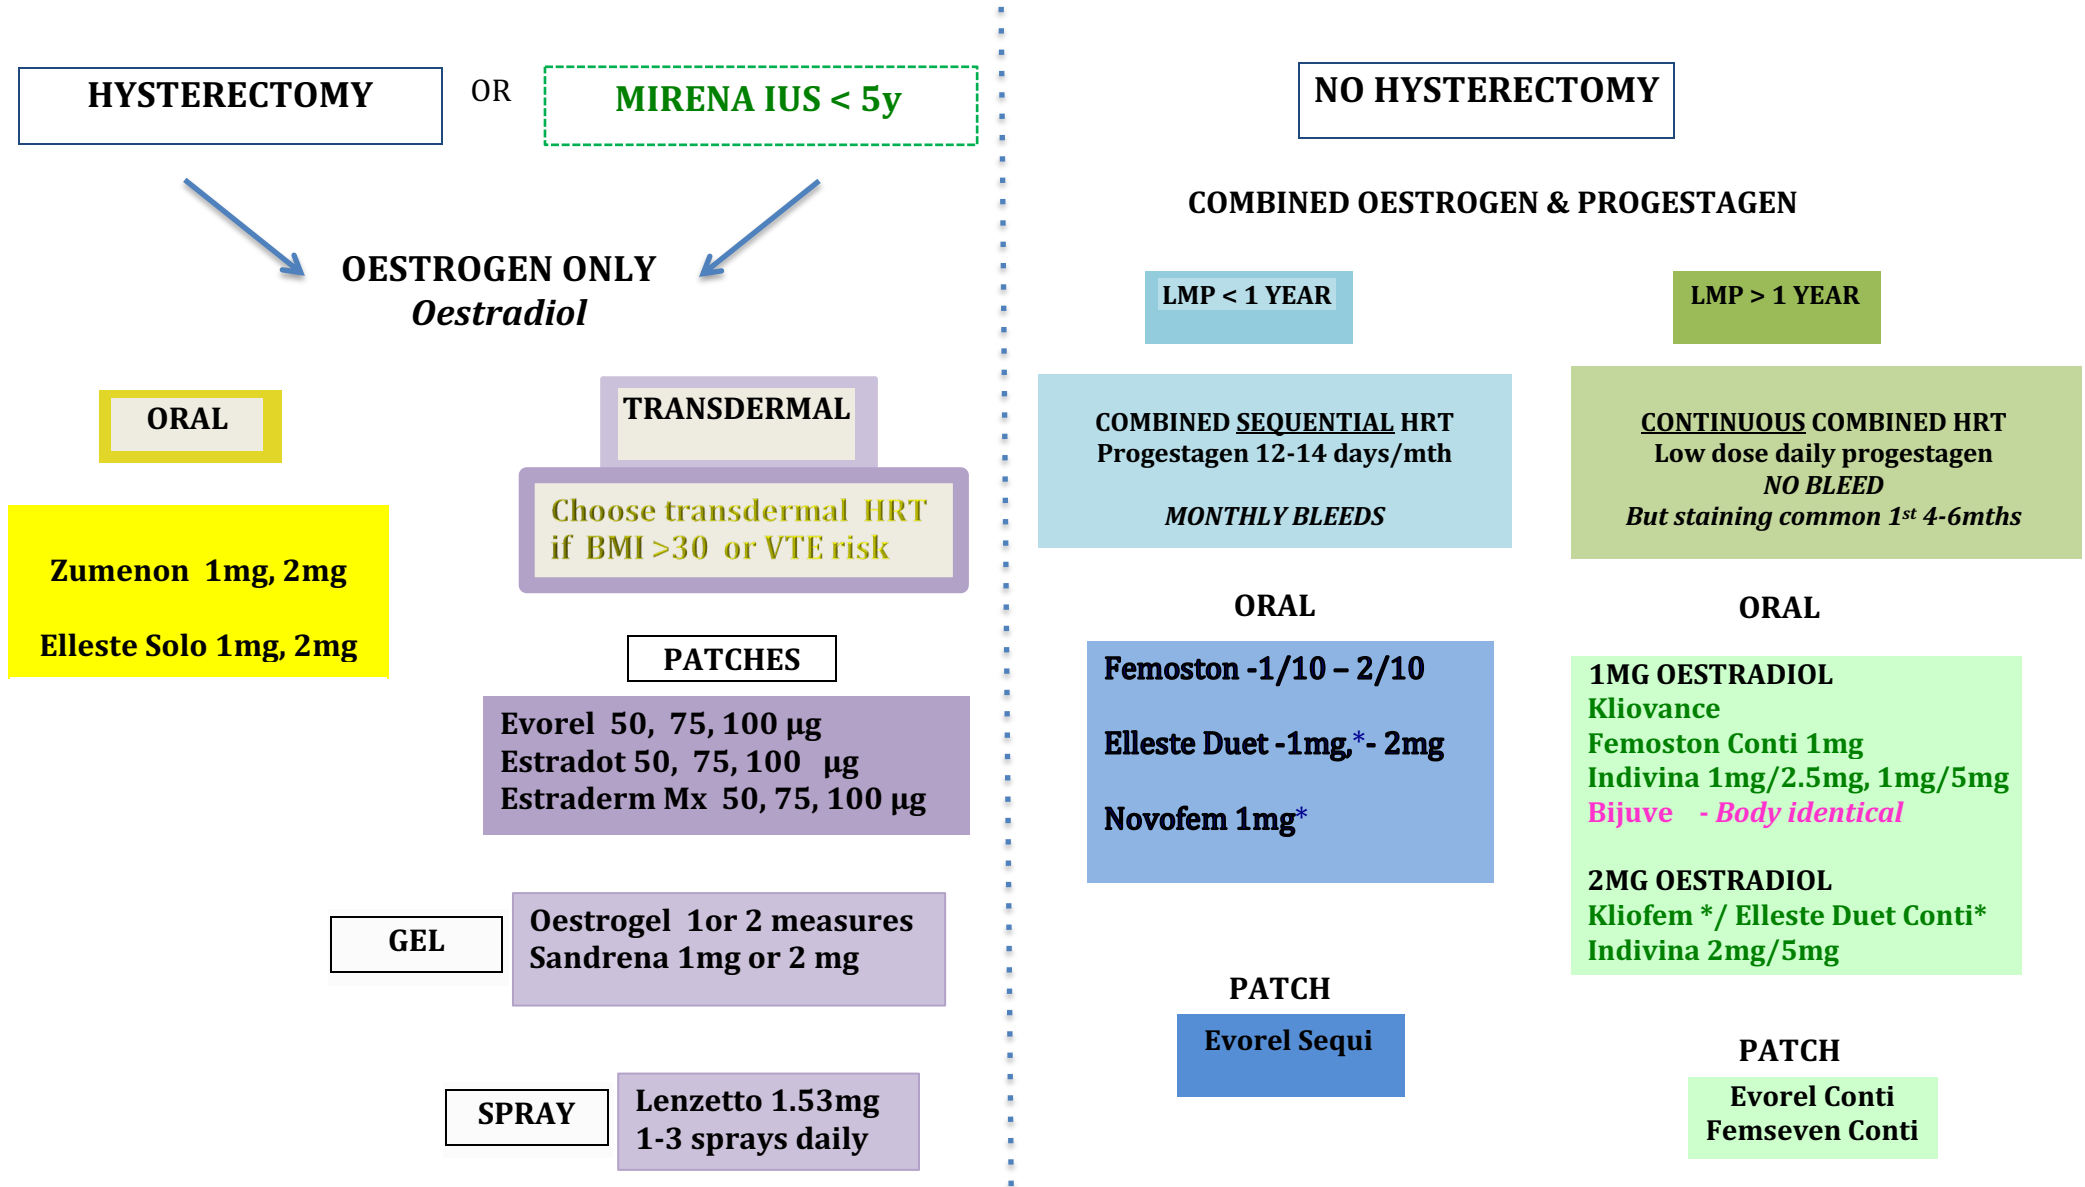 HYSTERECTOMY
OR
MIRENA IUS < 5y
OESTROGEN ONLY
Oestradiol
ORAL
Zumenon 1mg, 2mg
Elleste Solo 1mg, 2mg
TRANSDERMAL
Choose transdermal HRT
if BMI >30 or VTE risk
PATCHES
Evorel 50, 75, 100 µg
Estradot 50, 75, 100 µg
Estraderm Mx 50, 75, 100 µg
GEL
Oestrogel 1or 2 measures
Sandrena 1mg or 2 mg
SPRAY
Lenzetto 1.53mg
1-3 sprays daily
NO HYSTERECTOMY
COMBINED OESTROGEN & PROGESTAGEN
LMP < 1 YEAR
COMBINED SEQUENTIAL HRT
Progestagen 12-14 days/mth
MONTHLY BLEEDS
ORAL
Femoston -1/10 – 2/10
Elleste Duet -1mg,*- 2mg
Novofem 1mg*
PATCH
Evorel Sequi
LMP > 1 YEAR
CONTINUOUS COMBINED HRT
Low dose daily progestagen
NO BLEED
But staining common 1st 4-6mths
ORAL
1MG OESTRADIOL
Kliovance
Femoston Conti 1mg
Indivina 1mg/2.5mg, 1mg/5mg
Bijuve - Body identical
2MG OESTRADIOL
Kliofem */ Elleste Duet Conti*
Indivina 2mg/5mg
PATCH
Evorel Conti
Femseven Conti